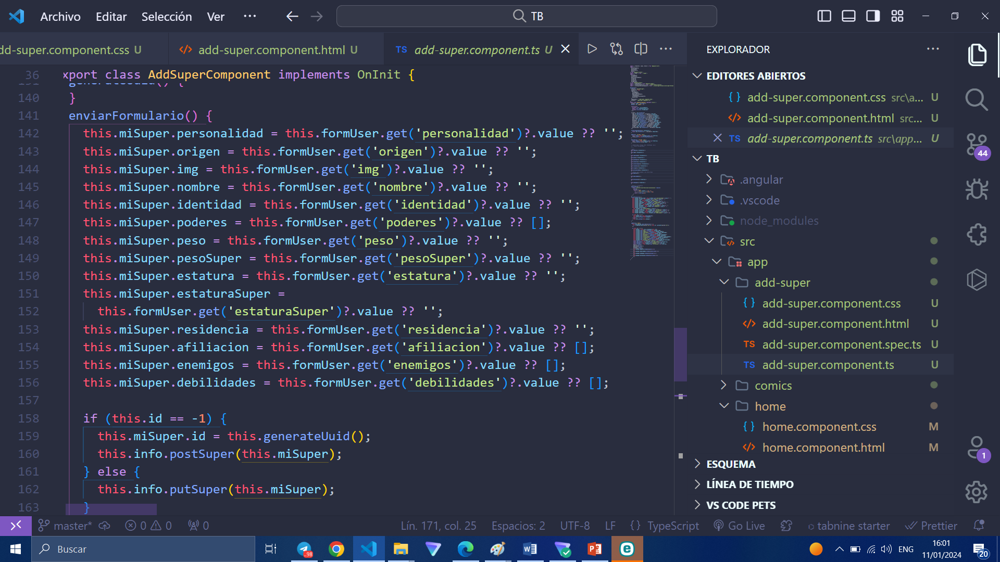 Archivo Editar Selección Ver ··· TB
dd-super.component.css U add-super.component.html U TS add-super.component.ts U
36 xport class AddSuperComponent implements OnInit {
140 }
141 enviarFormulario() {
142 this.miSuper.personalidad = this.formUser.get('personalidad')?.value ?? '';
143 this.miSuper.origen = this.formUser.get('origen')?.value ?? '';
144 this.miSuper.img = this.formUser.get('img')?.value ?? '';
145 this.miSuper.nombre = this.formUser.get('nombre')?.value ?? '';
146 this.miSuper.identidad = this.formUser.get('identidad')?.value ?? '';
147 this.miSuper.poderes = this.formUser.get('poderes')?.value ?? [];
148 this.miSuper.peso = this.formUser.get('peso')?.value ?? '';
149 this.miSuper.pesoSuper = this.formUser.get('pesoSuper')?.value ?? '';
150 this.miSuper.estatura = this.formUser.get('estatura')?.value ?? '';
151 this.miSuper.estaturaSuper =
152 this.formUser.get('estaturaSuper')?.value ?? '';
153 this.miSuper.residencia = this.formUser.get('residencia')?.value ?? '';
154 this.miSuper.afiliacion = this.formUser.get('afiliacion')?.value ?? [];
155 this.miSuper.enemigos = this.formUser.get('enemigos')?.value ?? [];
156 this.miSuper.debilidades = this.formUser.get('debilidades')?.value ?? [];
157
158 if (this.id == -1) {
159 this.miSuper.id = this.generateUuid();
160 this.info.postSuper(this.miSuper);
161 } else {
162 this.info.putSuper(this.miSuper);
163 }
EXPLORADOR ···
EDITORES ABIERTOS
{ } add-super.component.css src\a... U
</> add-super.component.html src... U
TS add-super.component.ts src\app... U
TB
.angular
.vscode
node_modules
src
app
add-super
{ } add-super.component.css U
</> add-super.component.html U
TS add-super.component.spec.ts U
TS add-super.component.ts U
comics
home
{ } home.component.css M
</> home.component.html M
ESQUEMA
LÍNEA DE TIEMPO
VS CODE PETS
44
1
master* 0 0 0 Lín. 171, col. 25 Espacios: 2 UTF-8 LF { } TypeScript Go Live tabnine starter Prettier
Buscar 98 ENG 16:01
11/01/2024 20